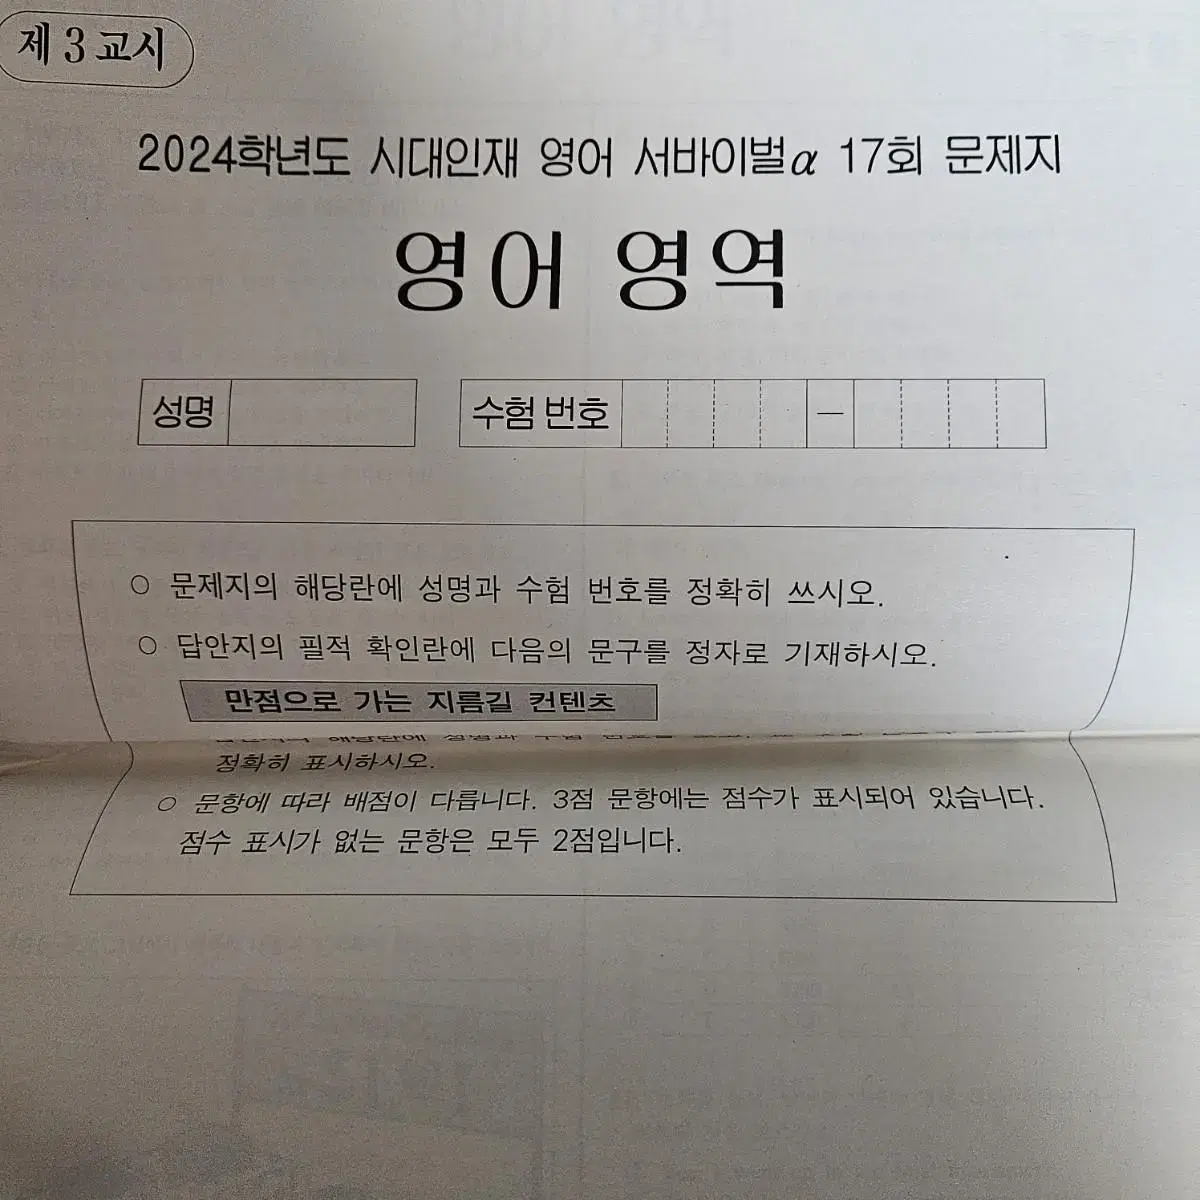 제 3 교시
2024학년도 시대인재 영어 서바이벌α 17회 문제지
영어 영역
성명
수험 번호
—
○ 문제지의 해당란에 성명과 수험 번호를 정확히 쓰시오.
○ 답안지의 필적 확인란에 다음의 문구를 정자로 기재하시오.
만점으로 가는 지름길 컨텐츠
정확히 표시하시오.
○ 문항에 따라 배점이 다릅니다. 3점 문항에는 점수가 표시되어 있습니다.
점수 표시가 없는 문항은 모두 2점입니다.